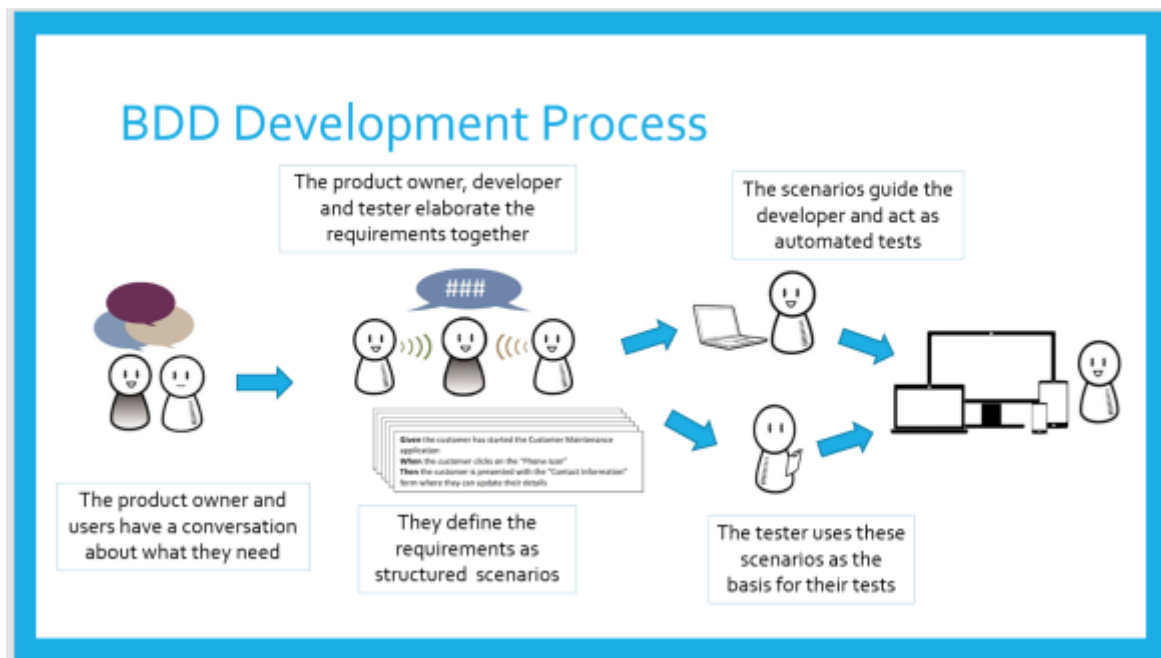 BDD Development Process
The product owner, developer
and tester elaborate the
requirements together
The scenarios guide the
developer and act as
automated tests
###
Given the customer has started the Customer Maintenance
application
When the customer clicks on the "Phone Icon"
Then the customer is presented with the "Contact Information"
form where they can update their details
The product owner and
users have a conversation
about what they need
They define the
requirements as
structured scenarios
The tester uses these
scenarios as the
basis for their tests